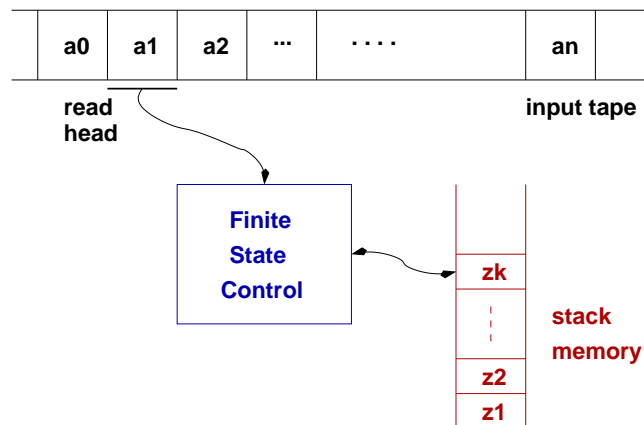 a0 a1 a2 ... . . . . an
read
head
input tape
Finite
State
Control
zk
stack
memory
z2
z1